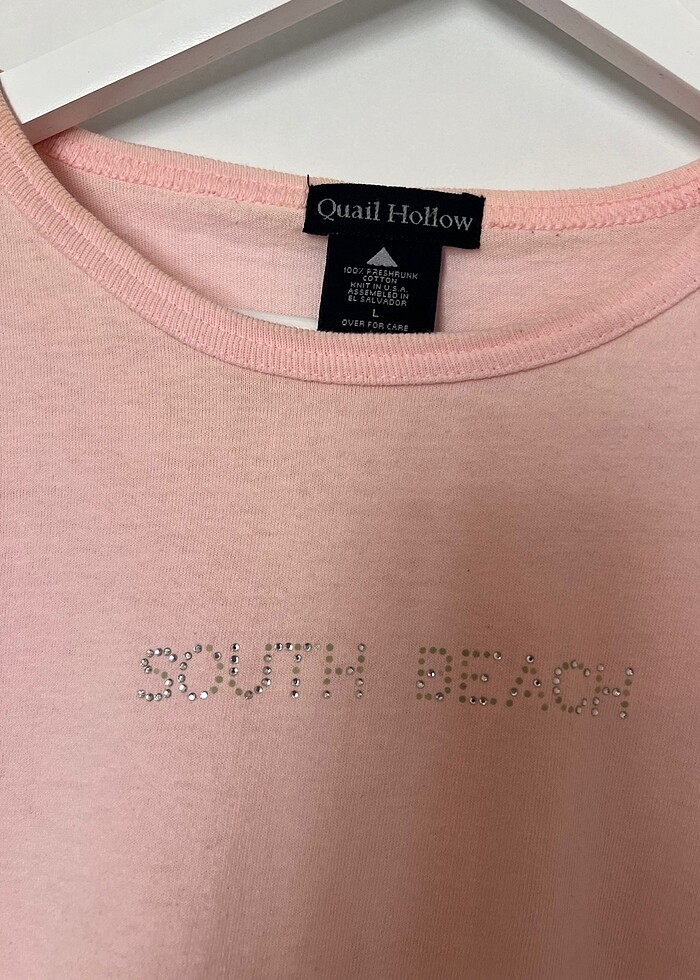 Quail Hollow
100% PRESHRUNK
COTTON
KNIT IN U.S.A.
ASSEMBLED IN
EL SALVADOR
L
OVER FOR CARE
SOUTH BEACH